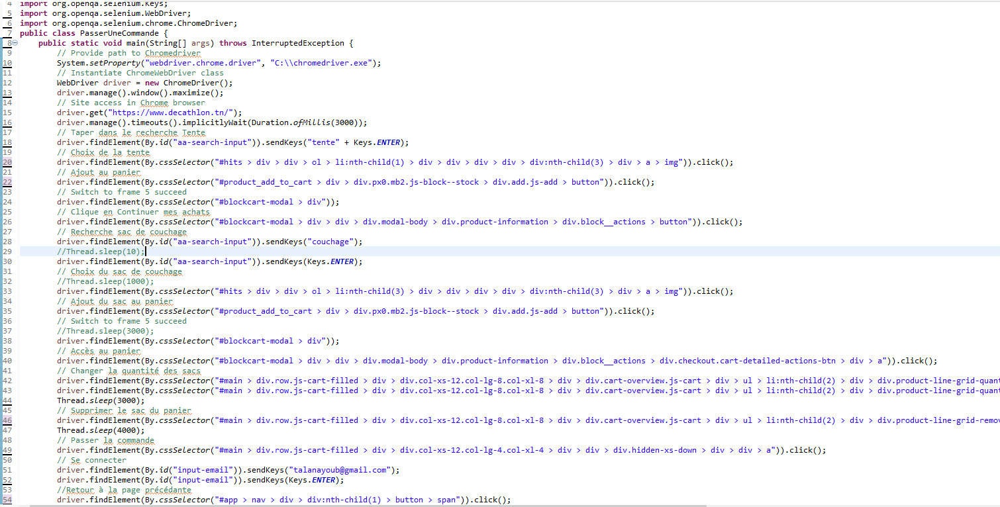 4 import org.openqa.selenium.Keys;
5 import org.openqa.selenium.WebDriver;
6 import org.openqa.selenium.chrome.ChromeDriver;
7 public class PasserUneCommande {
8 public static void main(String[] args) throws InterruptedException {
9 // Provide path to Chromedriver
10 System.setProperty("webdriver.chrome.driver", "C:\\chromedriver.exe");
11 // Instantiate ChromeWebDriver class
12 WebDriver driver = new ChromeDriver();
13 driver.manage().window().maximize();
14 // Site access in Chrome browser
15 driver.get("https://www.decathlon.tn/");
16 driver.manage().timeouts().implicitlyWait(Duration.ofMillis(3000));
17 // Taper dans le recherche Tente
18 driver.findElement(By.id("aa-search-input")).sendKeys("tente" + Keys.ENTER);
19 // Choix de la tente
20 driver.findElement(By.cssSelector("#hits > div > div > ol > li:nth-child(1) > div > div > div > div > div:nth-child(3) > div > a > img")).click();
21 // Ajout au panier
22 driver.findElement(By.cssSelector("#product_add_to_cart > div > div.px0.mb2.js-block--stock > div.add.js-add > button")).click();
23 // Switch to frame 5 succeed
24 driver.findElement(By.cssSelector("#blockcart-modal > div"));
25 // Clique en Continuer mes achats
26 driver.findElement(By.cssSelector("#blockcart-modal > div > div > div.modal-body > div.product-information > div.block__actions > button")).click();
27 // Recherche sac de couchage
28 driver.findElement(By.id("aa-search-input")).sendKeys("couchage");
29 //Thread.sleep(10);
30 driver.findElement(By.id("aa-search-input")).sendKeys(Keys.ENTER);
31 // Choix du sac de couchage
32 //Thread.sleep(1000);
33 driver.findElement(By.cssSelector("#hits > div > div > ol > li:nth-child(3) > div > div > div > div > div:nth-child(3) > div > a > img")).click();
34 // Ajout du sac au panier
35 driver.findElement(By.cssSelector("#product_add_to_cart > div > div.px0.mb2.js-block--stock > div.add.js-add > button")).click();
36 // Switch to frame 5 succeed
37 //Thread.sleep(3000);
38 driver.findElement(By.cssSelector("#blockcart-modal > div"));
39 // Accès au panier
40 driver.findElement(By.cssSelector("#blockcart-modal > div > div > div.modal-body > div.product-information > div.block__actions > div.checkout.cart-detailed-actions-btn > div > a")).click();
41 // Changer la quantité des sacs
42 driver.findElement(By.cssSelector("#main > div.row.js-cart-filled > div > div.col-xs-12.col-lg-8.col-xl-8 > div > div.cart-overview.js-cart > div > ul > li:nth-child(2) > div > div.product-line-grid-quant
43 driver.findElement(By.cssSelector("#main > div.row.js-cart-filled > div > div.col-xs-12.col-lg-8.col-xl-8 > div > div.cart-overview.js-cart > div > ul > li:nth-child(2) > div > div.product-line-grid-quant
44 Thread.sleep(3000);
45 // Supprimer le sac du panier
46 driver.findElement(By.cssSelector("#main > div.row.js-cart-filled > div > div.col-xs-12.col-lg-8.col-xl-8 > div > div.cart-overview.js-cart > div > ul > li:nth-child(2) > div > div.product-line-grid-remov
47 Thread.sleep(4000);
48 // Passer la commande
49 driver.findElement(By.cssSelector("#main > div.row.js-cart-filled > div > div.col-xs-12.col-lg-4.col-xl-4 > div > div > div.hidden-xs-down > div > div > a")).click();
50 // Se connecter
51 driver.findElement(By.id("input-email")).sendKeys("talanayoub@gmail.com");
52 driver.findElement(By.id("input-email")).sendKeys(Keys.ENTER);
53 //Retour à la page précédante
54 driver.findElement(By.cssSelector("#app > nav > div > div:nth-child(1) > button > span")).click();